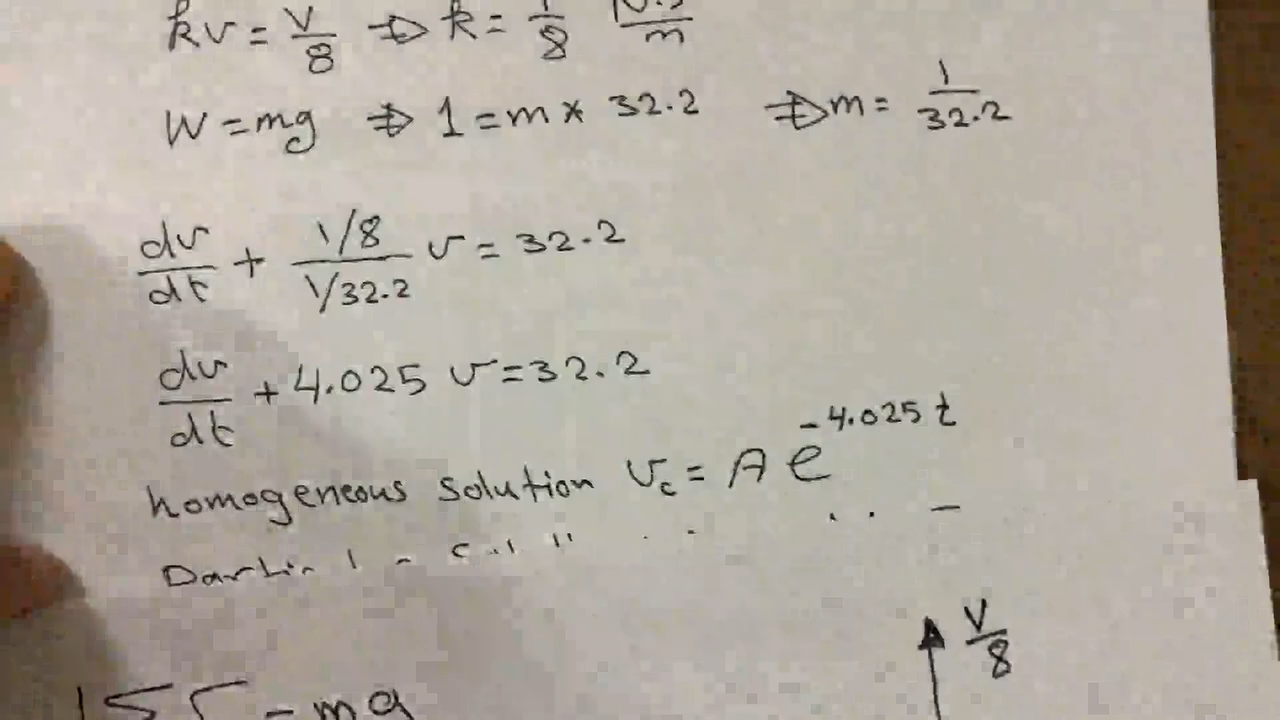 kv = v/8 ⇒ k = 1/8
W = mg ⇒ 1 = m * 32.2 ⇒ m = 1/32.2
dv/dt + (1/8)/(1/32.2) v = 32.2
dv/dt + 4.025 v = 32.2
homogeneous solution v_c = A e^{-4.025 t}
v/8
- mg